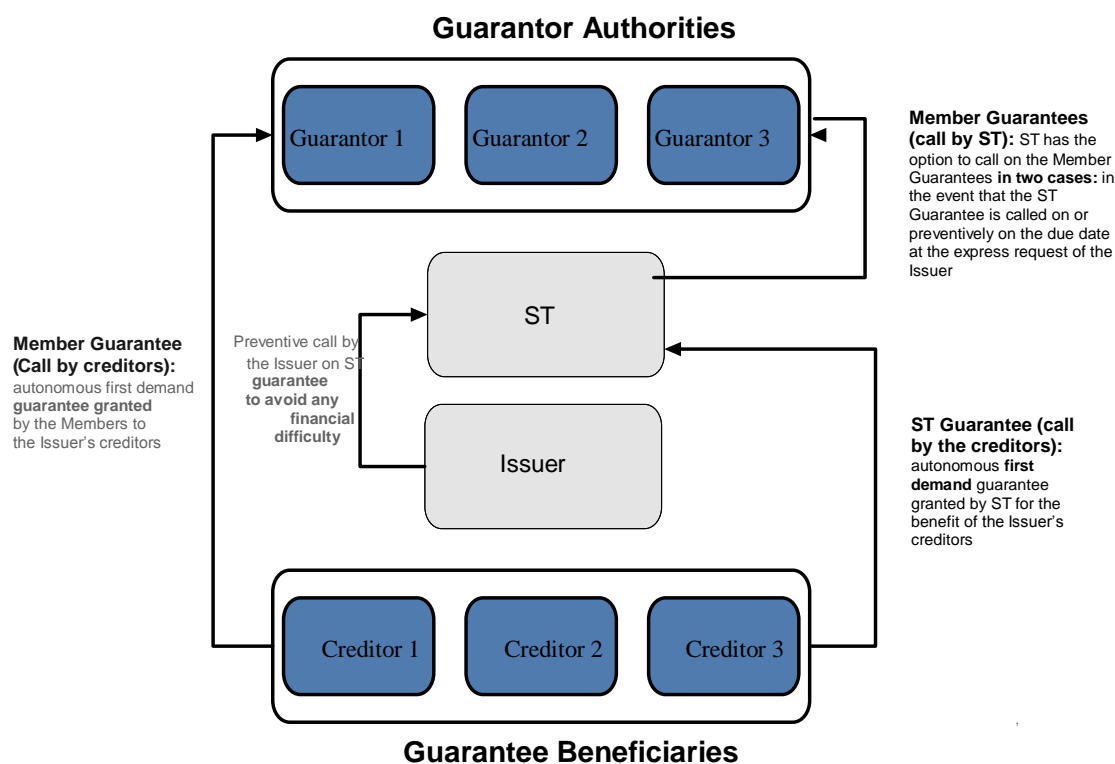 Guarantor Authorities
Guarantor 1
Guarantor 2
Guarantor 3
Member Guarantees
(call by ST): ST has the
option to call on the Member
Guarantees in two cases: in
the event that the ST
Guarantee is called on or
preventively on the due date
at the express request of the
Issuer
ST
Member Guarantee
(Call by creditors):
autonomous first demand
guarantee granted
by the Members to
the Issuer's creditors
Preventive call by
the Issuer on ST
guarantee
to avoid any
financial
difficulty
Issuer
ST Guarantee (call
by the creditors):
autonomous first
demand guarantee
granted by ST for the
benefit of the Issuer's
creditors
Creditor 1
Creditor 2
Creditor 3
,
Guarantee Beneficiaries